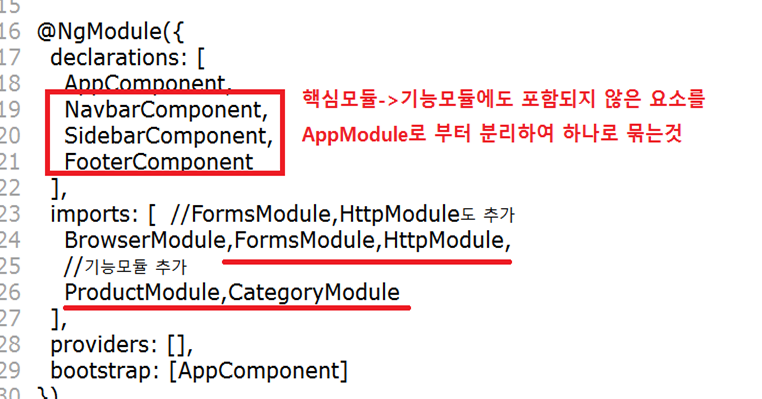 15
16 @NgModule({
17 declarations: [
18 AppComponent,
19 NavbarComponent,
20 SidebarComponent,
21 FooterComponent
핵심모듈->기능모듈에도 포함되지 않은 요소를
AppModule로 부터 분리하여 하나로 묶는것
22 ],
23 imports: [ //FormsModule,HttpModule도 추가
24 BrowserModule,FormsModule,HttpModule,
25 //기능모듈 추가
26 ProductModule,CategoryModule
27 ],
28 providers: [],
29 bootstrap: [AppComponent]
30 })